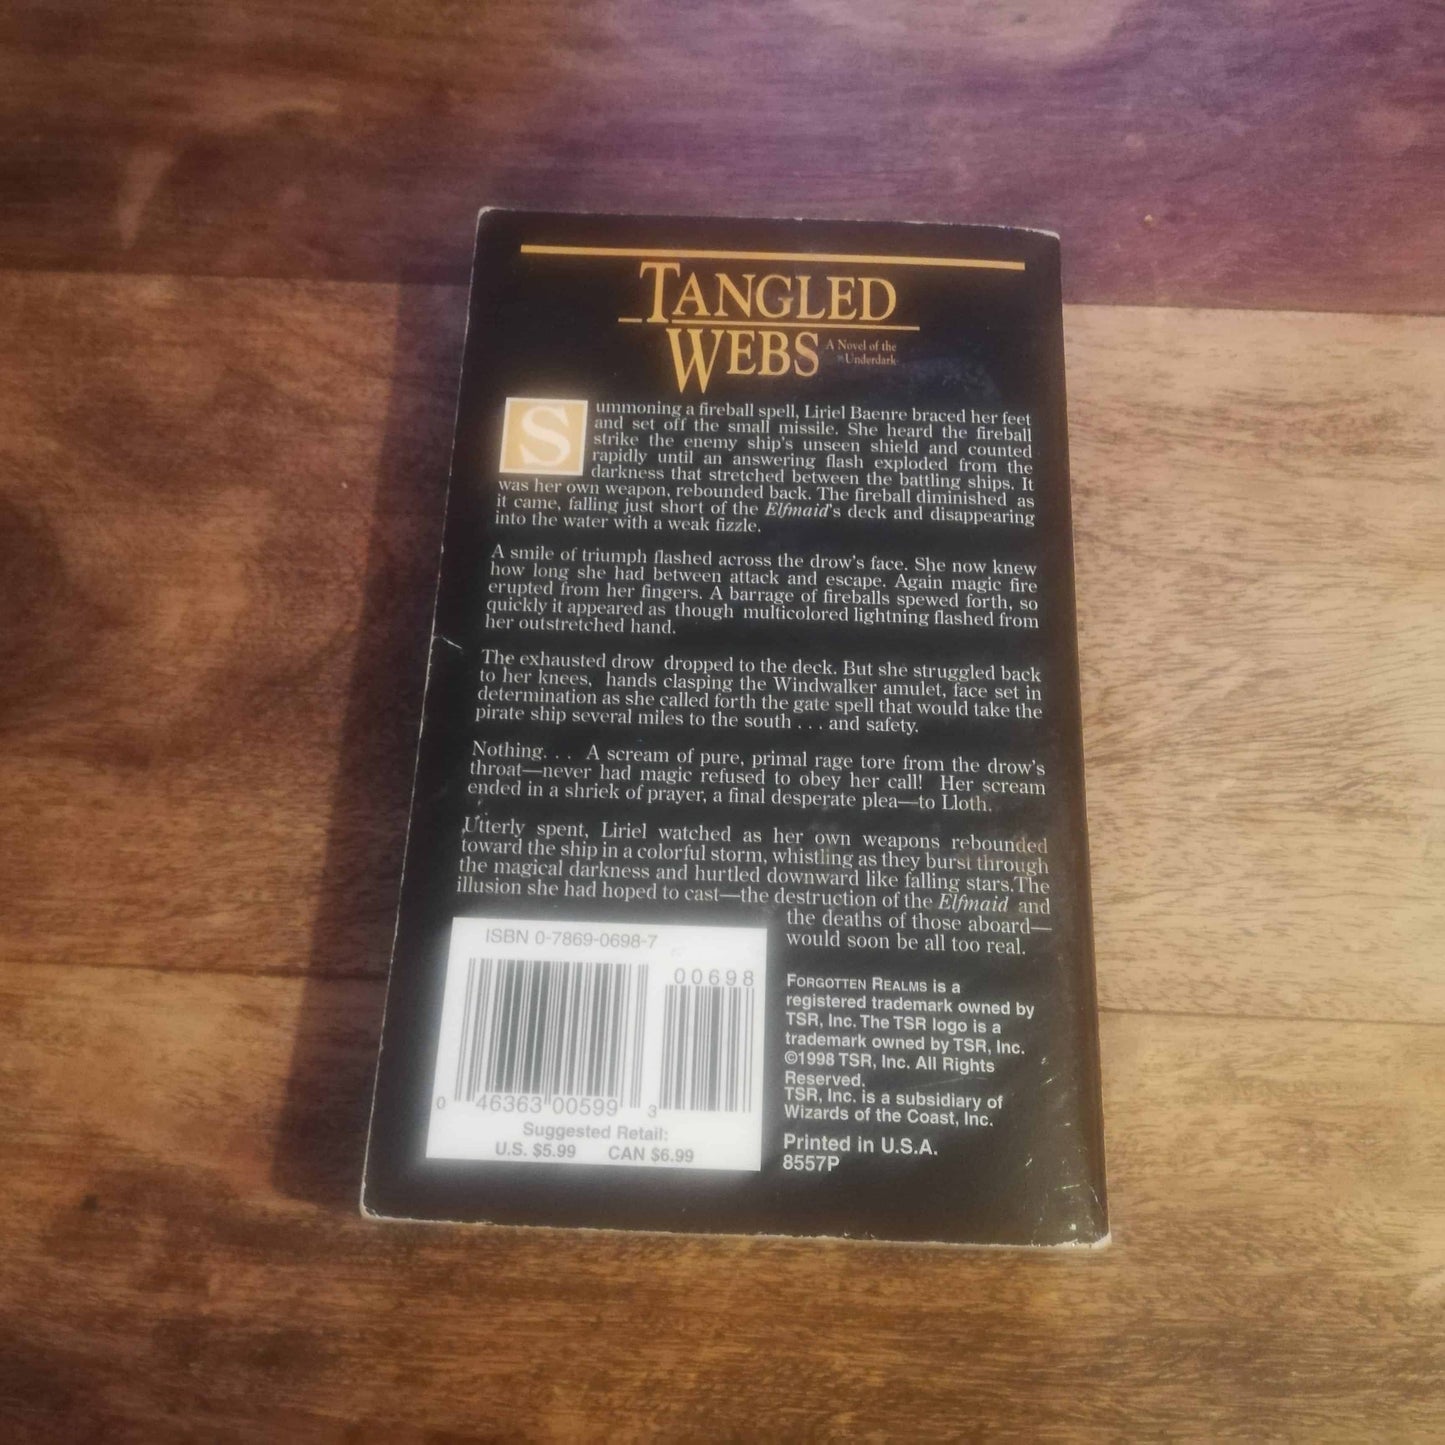 TANGLED
WEBS A Novel of the
Underdark
Summoning a fireball spell, Liriel Baenre braced her feet
and set off the small missile. She heard the fireball
strike the enemy ship's unseen shield and counted
rapidly until an answering flash exploded from the
darkness that stretched between the battling ships. It
was her own weapon, rebounded back. The fireball diminished as
it came, falling just short of the Elfmaid's deck and disappearing
into the water with a weak fizzle.
A smile of triumph flashed across the drow's face. She now knew
how long she had between attack and escape. Again magic fire
erupted from her fingers. A barrage of fireballs spewed forth, so
quickly it appeared as though multicolored lightning flashed from
her outstretched hand.
The exhausted drow dropped to the deck. But she struggled back
to her knees, hands clasping the Windwalker amulet, face set in
determination as she called forth the gate spell that would take the
pirate ship several miles to the south . . . and safety.
Nothing. . . A scream of pure, primal rage tore from the drow's
throat—never had magic refused to obey her call! Her scream
ended in a shriek of prayer, a final desperate plea—to Lloth.
Utterly spent, Liriel watched as her own weapons rebounded
toward the ship in a colorful storm, whistling as they burst through
the magical darkness and hurtled downward like falling stars.The
illusion she had hoped to cast—the destruction of the Elfmaid and
the deaths of those aboard—
would soon be all too real.
ISBN 0-7869-0698-7
00698
0 46363 00599 3
Suggested Retail:
U.S. $5.99 CAN $6.99
FORGOTTEN REALMS is a
registered trademark owned by
TSR, Inc. The TSR logo is a
trademark owned by TSR, Inc.
©1998 TSR, Inc. All Rights
Reserved.
TSR, Inc. is a subsidiary of
Wizards of the Coast, Inc.
Printed in U.S.A.
8557P